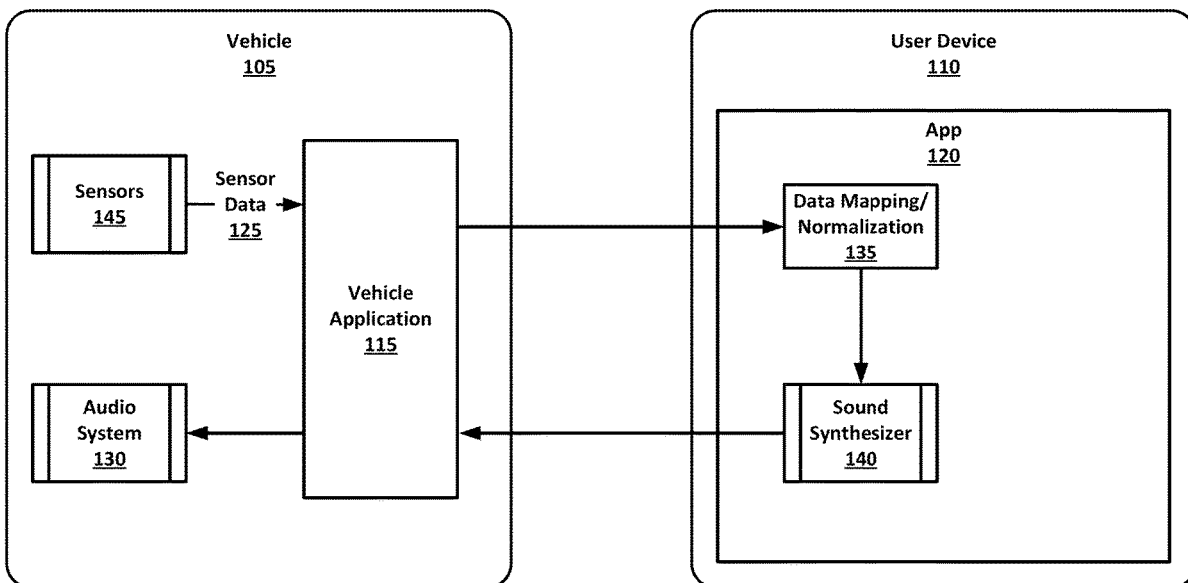 Vehicle
105
User Device
110
App
120
Sensors
145
Sensor
Data
125
Data Mapping/
Normalization
135
Vehicle
Application
115
Audio
System
130
Sound
Synthesizer
140